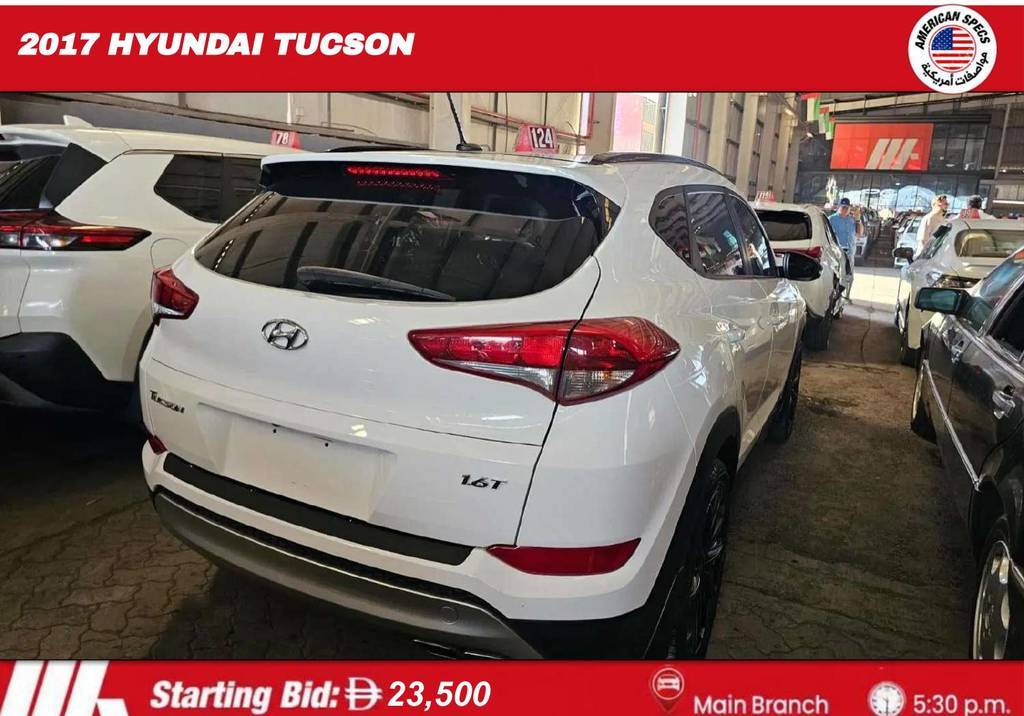 2017 HYUNDAI TUCSON
AMERICAN SPECS
مواصفات أمريكية
78
124
TUCSON
1.6T
Starting Bid: 23,500
Main Branch
5:30 p.m.